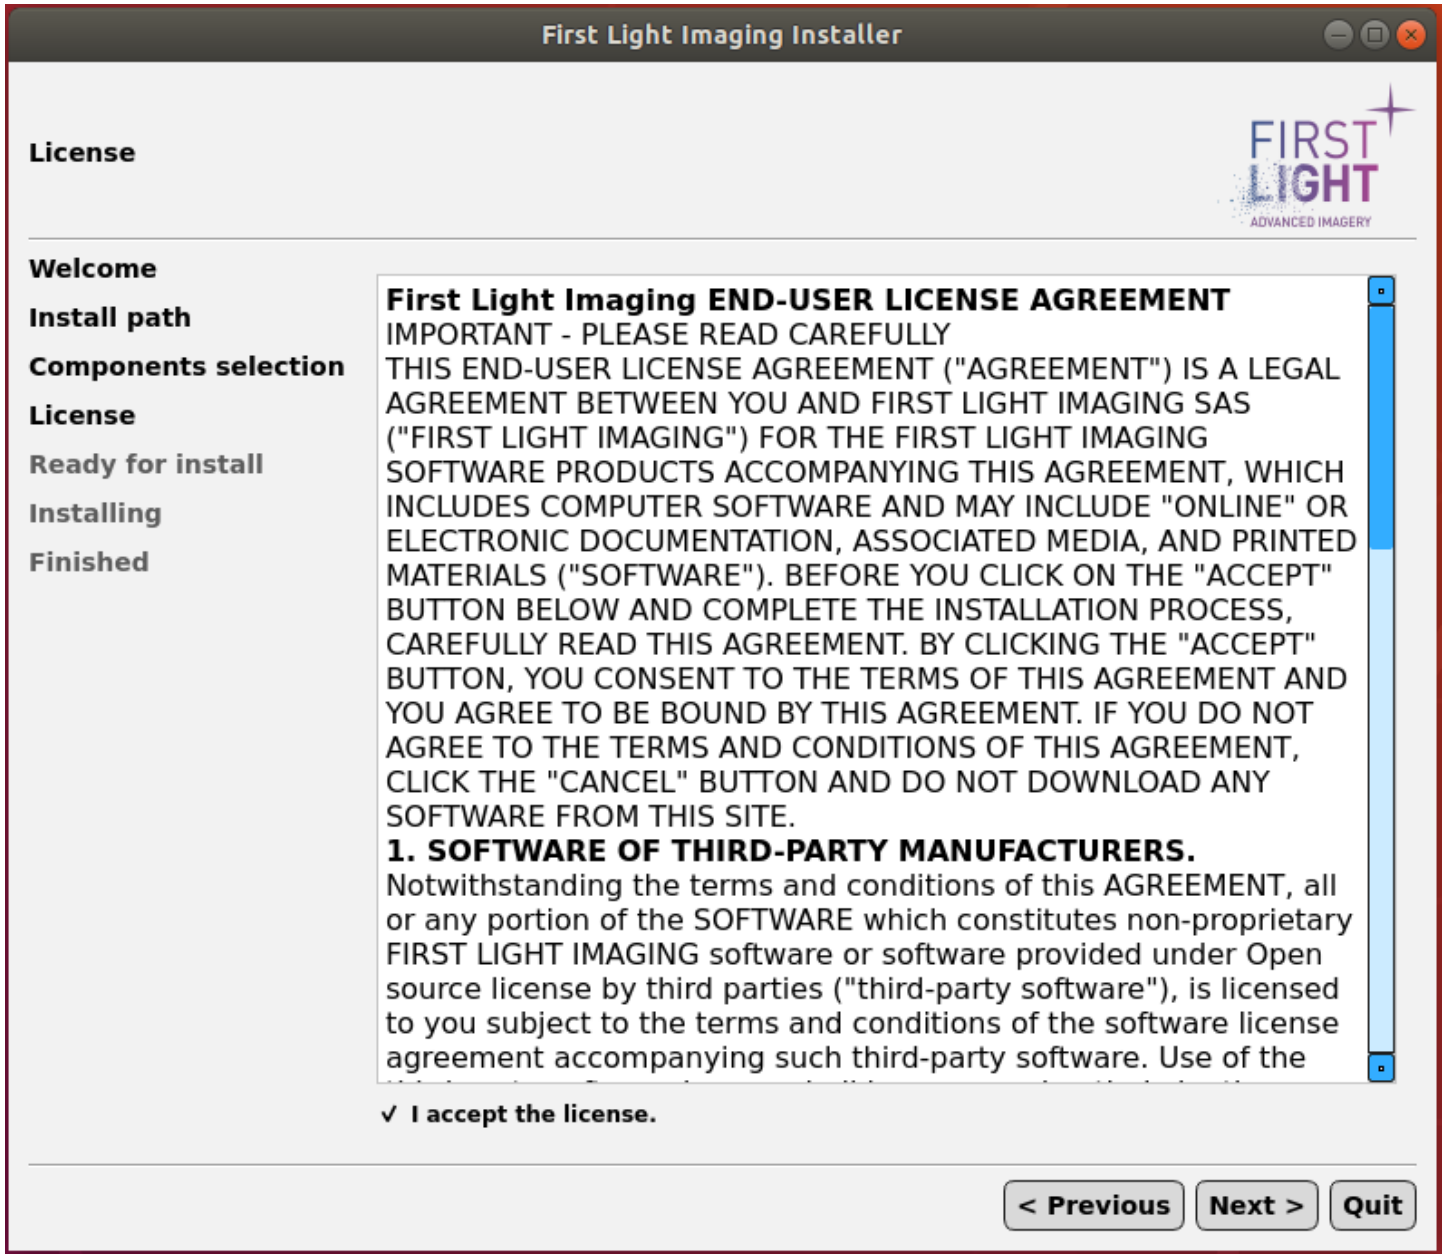 First Light Imaging Installer
License
FIRST
LIGHT
ADVANCED IMAGERY
Welcome
Install path
Components selection
License
Ready for install
Installing
Finished
First Light Imaging END-USER LICENSE AGREEMENT
IMPORTANT - PLEASE READ CAREFULLY
THIS END-USER LICENSE AGREEMENT ("AGREEMENT") IS A LEGAL
AGREEMENT BETWEEN YOU AND FIRST LIGHT IMAGING SAS
("FIRST LIGHT IMAGING") FOR THE FIRST LIGHT IMAGING
SOFTWARE PRODUCTS ACCOMPANYING THIS AGREEMENT, WHICH
INCLUDES COMPUTER SOFTWARE AND MAY INCLUDE "ONLINE" OR
ELECTRONIC DOCUMENTATION, ASSOCIATED MEDIA, AND PRINTED
MATERIALS ("SOFTWARE"). BEFORE YOU CLICK ON THE "ACCEPT"
BUTTON BELOW AND COMPLETE THE INSTALLATION PROCESS,
CAREFULLY READ THIS AGREEMENT. BY CLICKING THE "ACCEPT"
BUTTON, YOU CONSENT TO THE TERMS OF THIS AGREEMENT AND
YOU AGREE TO BE BOUND BY THIS AGREEMENT. IF YOU DO NOT
AGREE TO THE TERMS AND CONDITIONS OF THIS AGREEMENT,
CLICK THE "CANCEL" BUTTON AND DO NOT DOWNLOAD ANY
SOFTWARE FROM THIS SITE.
1. SOFTWARE OF THIRD-PARTY MANUFACTURERS.
Notwithstanding the terms and conditions of this AGREEMENT, all
or any portion of the SOFTWARE which constitutes non-proprietary
FIRST LIGHT IMAGING software or software provided under Open
source license by third parties ("third-party software"), is licensed
to you subject to the terms and conditions of the software license
agreement accompanying such third-party software. Use of the
✓ I accept the license.
< Previous
Next >
Quit